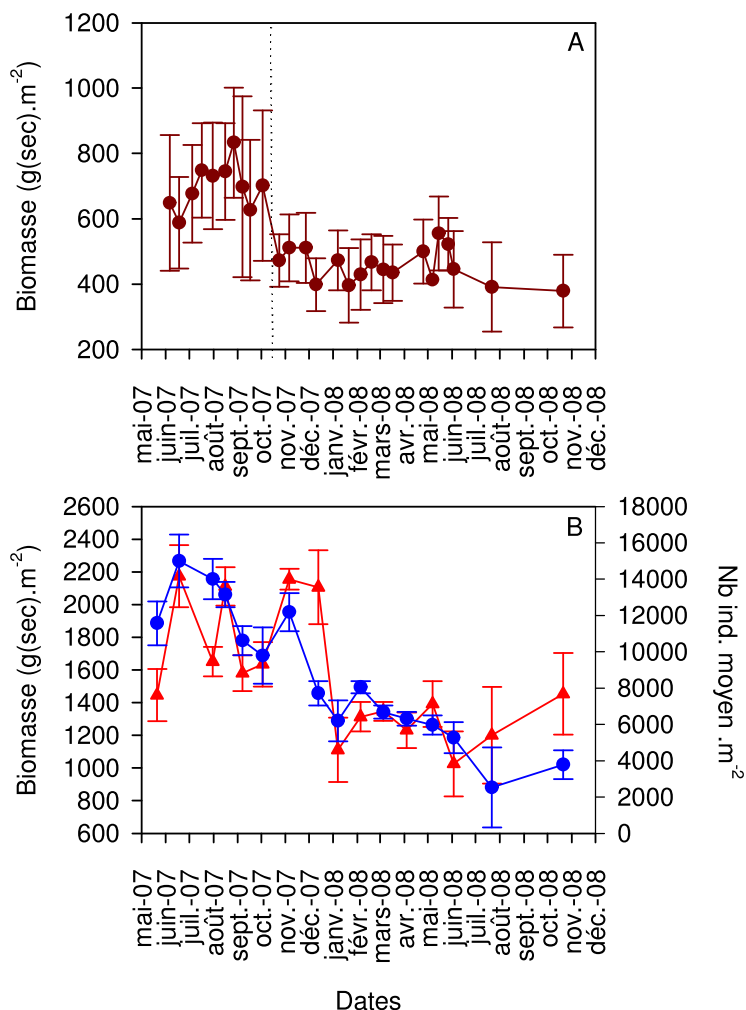 A
Biomasse (g(sec).m-2)
1200
1000
800
600
400
200
mai-07
juin-07
juil.-07
août-07
sept.-07
oct.-07
nov.-07
déc.-07
janv.-08
févr.-08
mars-08
avr.-08
mai-08
juin-08
juil.-08
août-08
sept.-08
oct.-08
nov.-08
déc.-08
B
Biomasse (g(sec).m-2)
2600
2400
2200
2000
1800
1600
1400
1200
1000
800
600
18000
16000
14000
12000
10000
8000
6000
4000
2000
0
Nb ind. moyen .m-2
mai-07
juin-07
juil.-07
août-07
sept.-07
oct.-07
nov.-07
déc.-07
janv.-08
févr.-08
mars-08
avr.-08
mai-08
juin-08
juil.-08
août-08
sept.-08
oct.-08
nov.-08
déc.-08
Dates